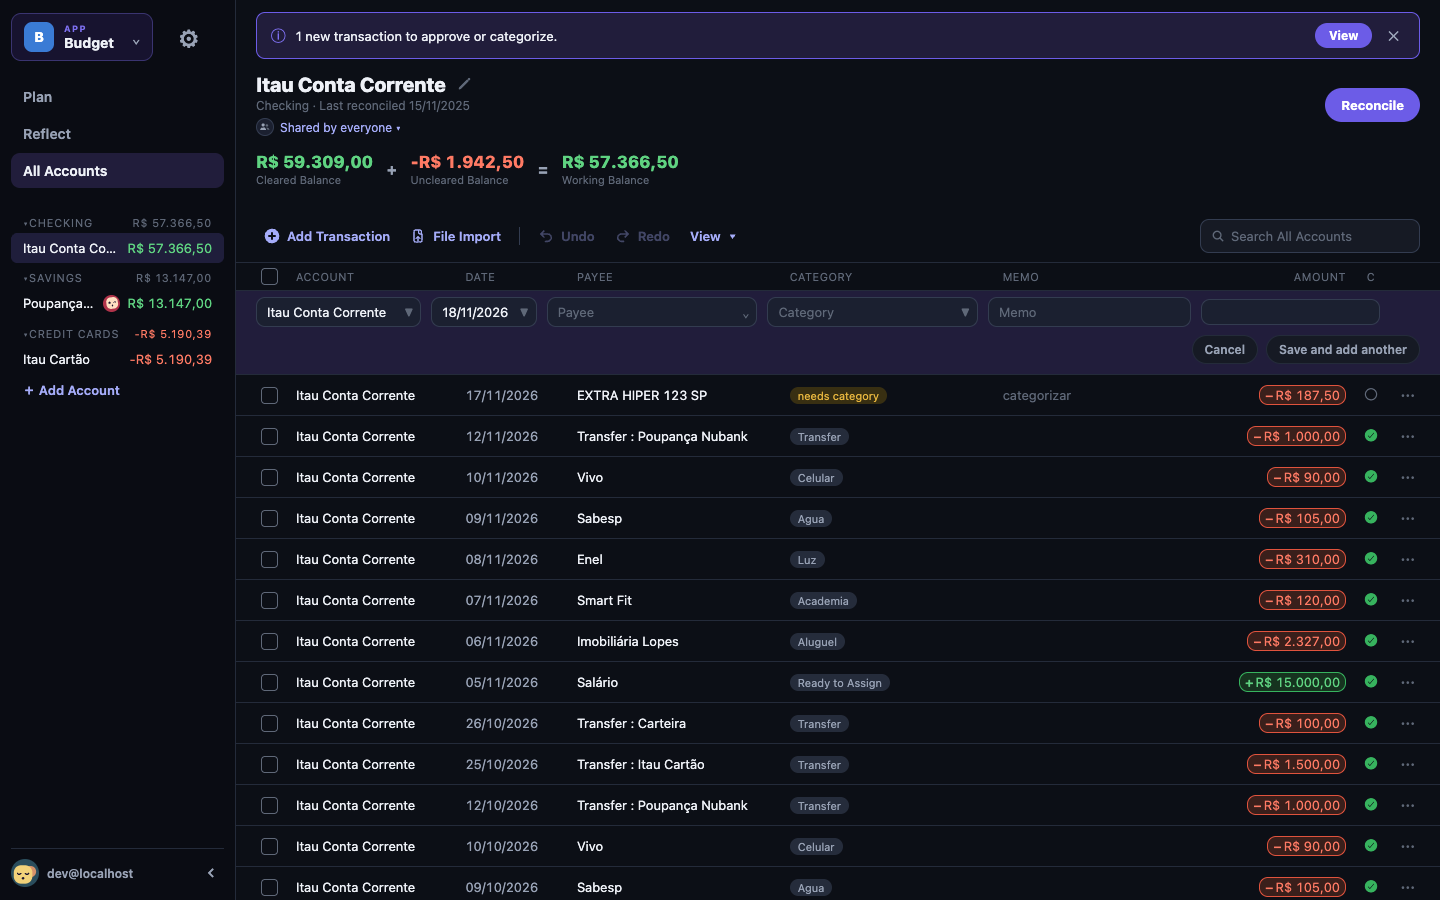 B
APP
Budget
Plan
Reflect
All Accounts
CHECKING R$ 57.366,50
Itau Conta Co... R$ 57.366,50
SAVINGS R$ 13.147,00
Poupança... R$ 13.147,00
CREDIT CARDS -R$ 5.190,39
Itau Cartão -R$ 5.190,39
+ Add Account
dev@localhost
1 new transaction to approve or categorize.
View
Itau Conta Corrente
Checking · Last reconciled 15/11/2025
Shared by everyone
Reconcile
R$ 59.309,00 + -R$ 1.942,50 = R$ 57.366,50
Cleared Balance Uncleared Balance Working Balance
Add Transaction File Import Undo Redo View Search All Accounts
ACCOUNT DATE PAYEE CATEGORY MEMO AMOUNT C
Itau Conta Corrente 18/11/2026 Payee Category Memo
Cancel Save and add another
Itau Conta Corrente 17/11/2026 EXTRA HIPER 123 SP needs category categorizar −R$ 187,50 ...
Itau Conta Corrente 12/11/2026 Transfer : Poupança Nubank Transfer −R$ 1.000,00 ...
Itau Conta Corrente 10/11/2026 Vivo Celular −R$ 90,00 ...
Itau Conta Corrente 09/11/2026 Sabesp Agua −R$ 105,00 ...
Itau Conta Corrente 08/11/2026 Enel Luz −R$ 310,00 ...
Itau Conta Corrente 07/11/2026 Smart Fit Academia −R$ 120,00 ...
Itau Conta Corrente 06/11/2026 Imobiliária Lopes Aluguel −R$ 2.327,00 ...
Itau Conta Corrente 05/11/2026 Salário Ready to Assign +R$ 15.000,00 ...
Itau Conta Corrente 26/10/2026 Transfer : Carteira Transfer −R$ 100,00 ...
Itau Conta Corrente 25/10/2026 Transfer : Itau Cartão Transfer −R$ 1.500,00 ...
Itau Conta Corrente 12/10/2026 Transfer : Poupança Nubank Transfer −R$ 1.000,00 ...
Itau Conta Corrente 10/10/2026 Vivo Celular −R$ 90,00 ...
Itau Conta Corrente 09/10/2026 Sabesp Agua −R$ 105,00 ...